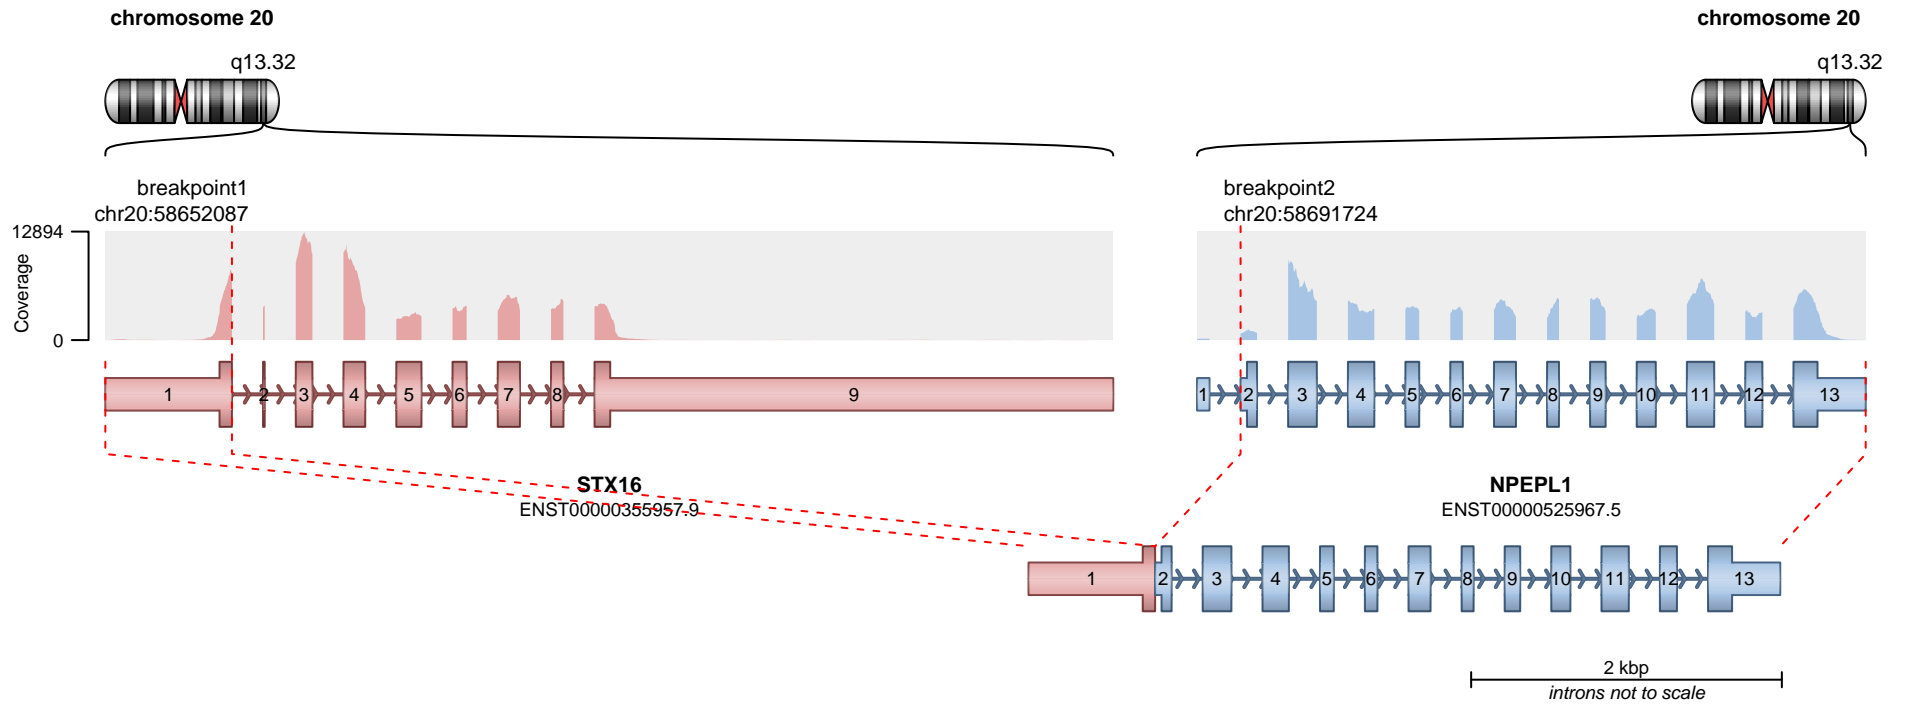 chromosome 20
chromosome 20
q13.32
q13.32
breakpoint1
chr20:58652087
breakpoint2
chr20:58691724
12894
Coverage
0
1 2 3 4 5 6 7 8 9
1 2 3 4 5 6 7 8 9 10 11 12 13
STX16
ENST00000355957.9
NPEPL1
ENST00000525967.5
1 2 3 4 5 6 7 8 9 10 11 12 13
2 kbp
introns not to scale